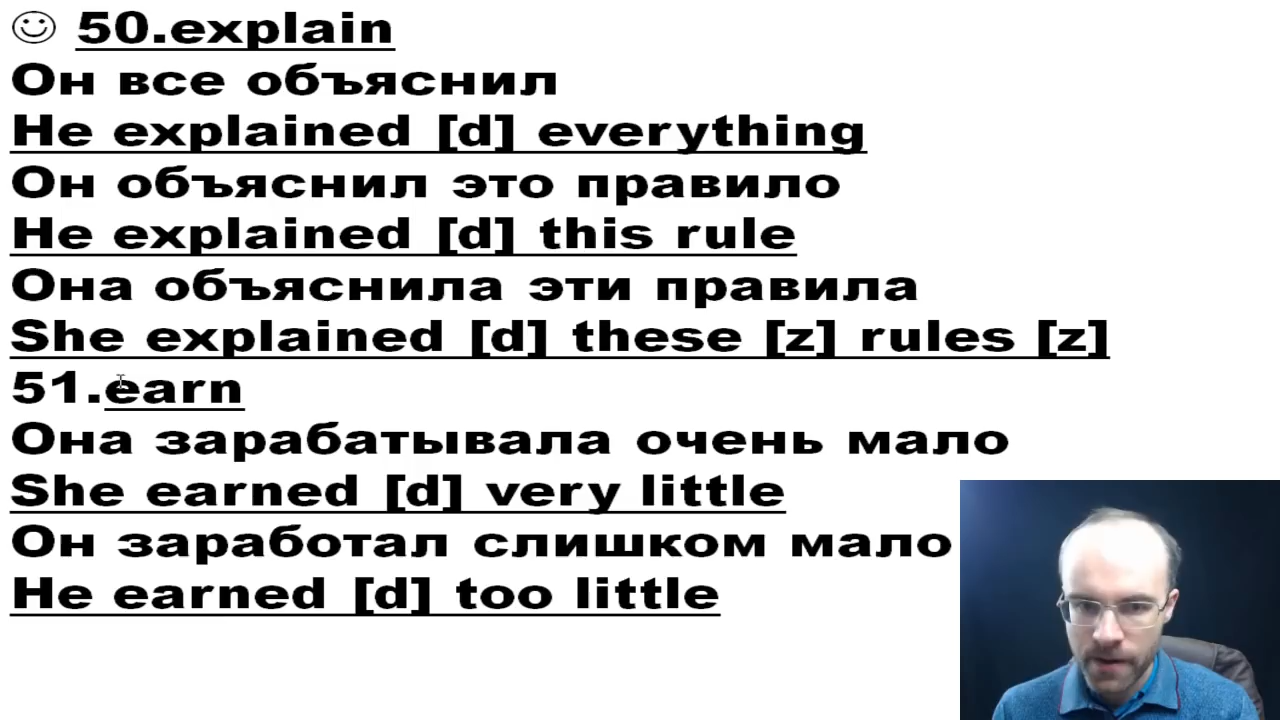 ☺ 50.explain
Он все объяснил
He explained [d] everything
Он объяснил это правило
He explained [d] this rule
Она объяснила эти правила
She explained [d] these [z] rules [z]
51.earn
Она зарабатывала очень мало
She earned [d] very little
Он заработал слишком мало
He earned [d] too little